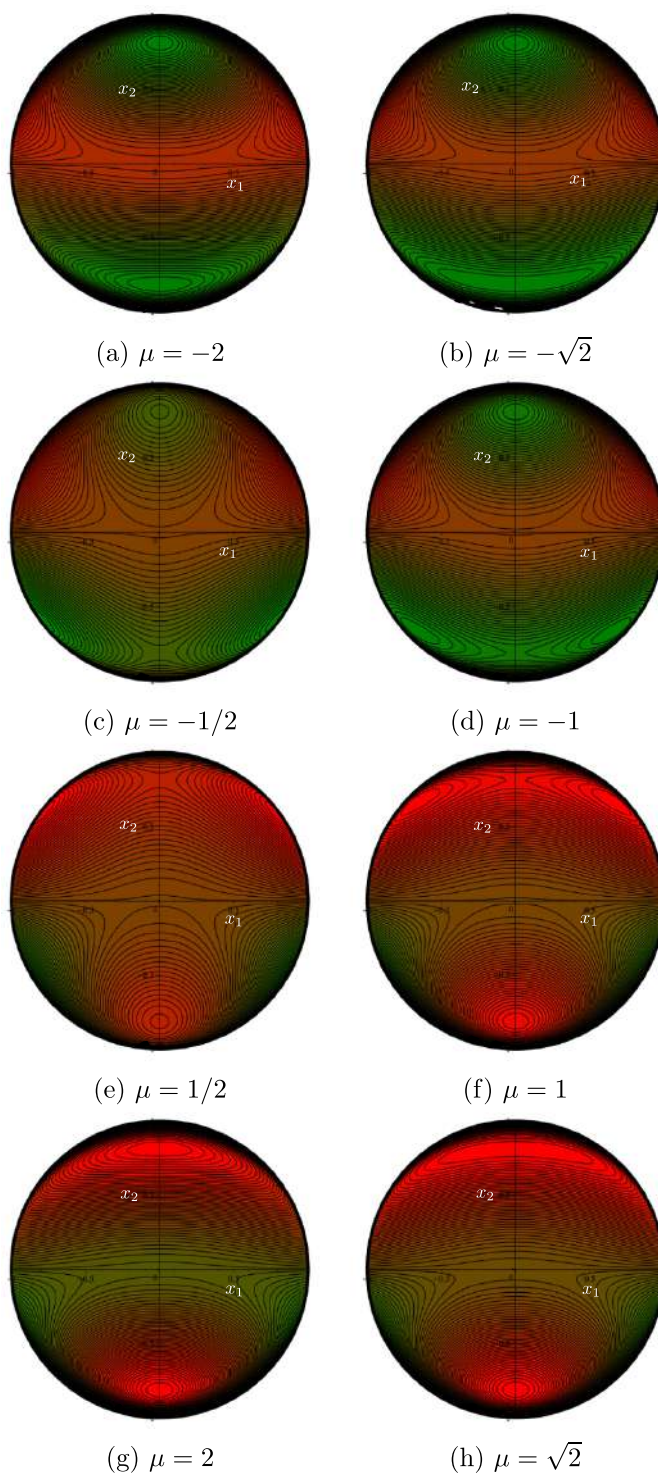 x₂ x₂
x₁ x₁
(a) μ = −2 (b) μ = −√2
x₂ x₂
x₁ x₁
(c) μ = −1/2 (d) μ = −1
x₂ x₂
x₁ x₁
(e) μ = 1/2 (f) μ = 1
x₂ x₂
x₁ x₁
(g) μ = 2 (h) μ = √2